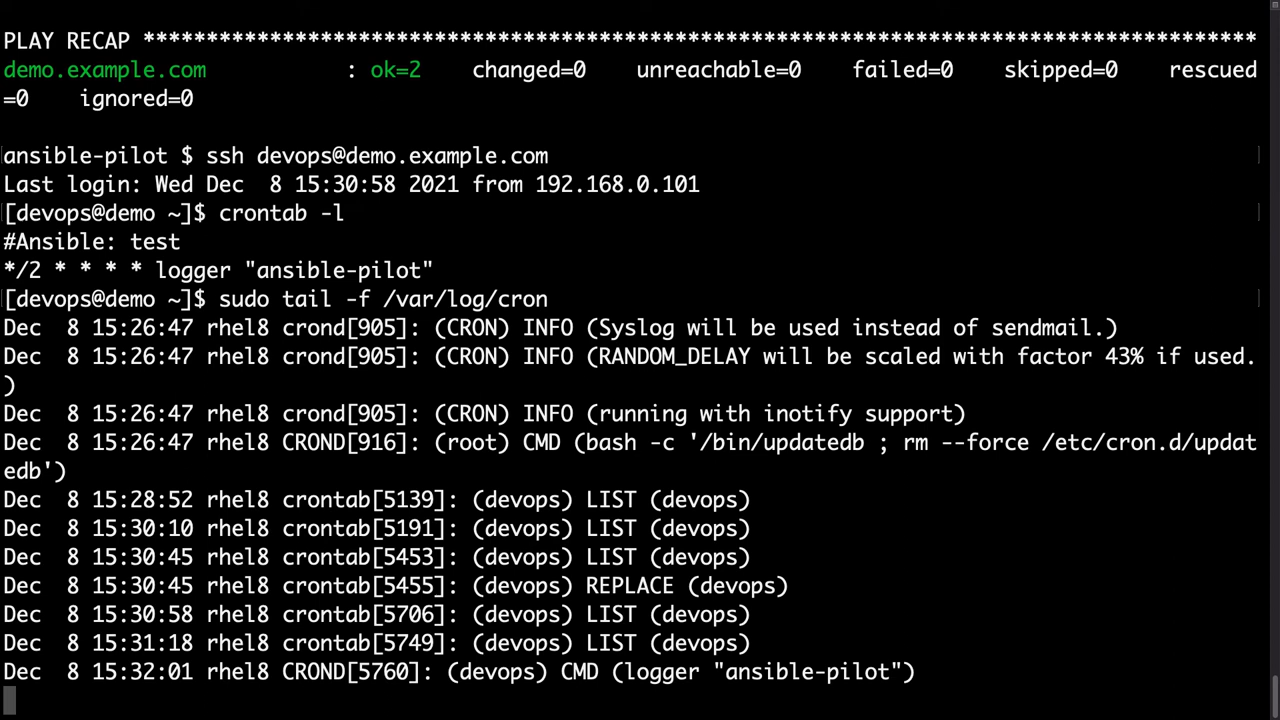 PLAY RECAP ****************************************************************************************
demo.example.com           : ok=2    changed=0    unreachable=0    failed=0    skipped=0    rescued
=0    ignored=0
ansible-pilot $ ssh devops@demo.example.com
Last login: Wed Dec  8 15:30:58 2021 from 192.168.0.101
[devops@demo ~]$ crontab -l
#Ansible: test
*/2 * * * * logger "ansible-pilot"
[devops@demo ~]$ sudo tail -f /var/log/cron
Dec  8 15:26:47 rhel8 crond[905]: (CRON) INFO (Syslog will be used instead of sendmail.)
Dec  8 15:26:47 rhel8 crond[905]: (CRON) INFO (RANDOM_DELAY will be scaled with factor 43% if used.
)
Dec  8 15:26:47 rhel8 crond[905]: (CRON) INFO (running with inotify support)
Dec  8 15:26:47 rhel8 CROND[916]: (root) CMD (bash -c '/bin/updatedb ; rm --force /etc/cron.d/updat
edb')
Dec  8 15:28:52 rhel8 crontab[5139]: (devops) LIST (devops)
Dec  8 15:30:10 rhel8 crontab[5191]: (devops) LIST (devops)
Dec  8 15:30:45 rhel8 crontab[5453]: (devops) LIST (devops)
Dec  8 15:30:45 rhel8 crontab[5455]: (devops) REPLACE (devops)
Dec  8 15:30:58 rhel8 crontab[5706]: (devops) LIST (devops)
Dec  8 15:31:18 rhel8 crontab[5749]: (devops) LIST (devops)
Dec  8 15:32:01 rhel8 CROND[5760]: (devops) CMD (logger "ansible-pilot")